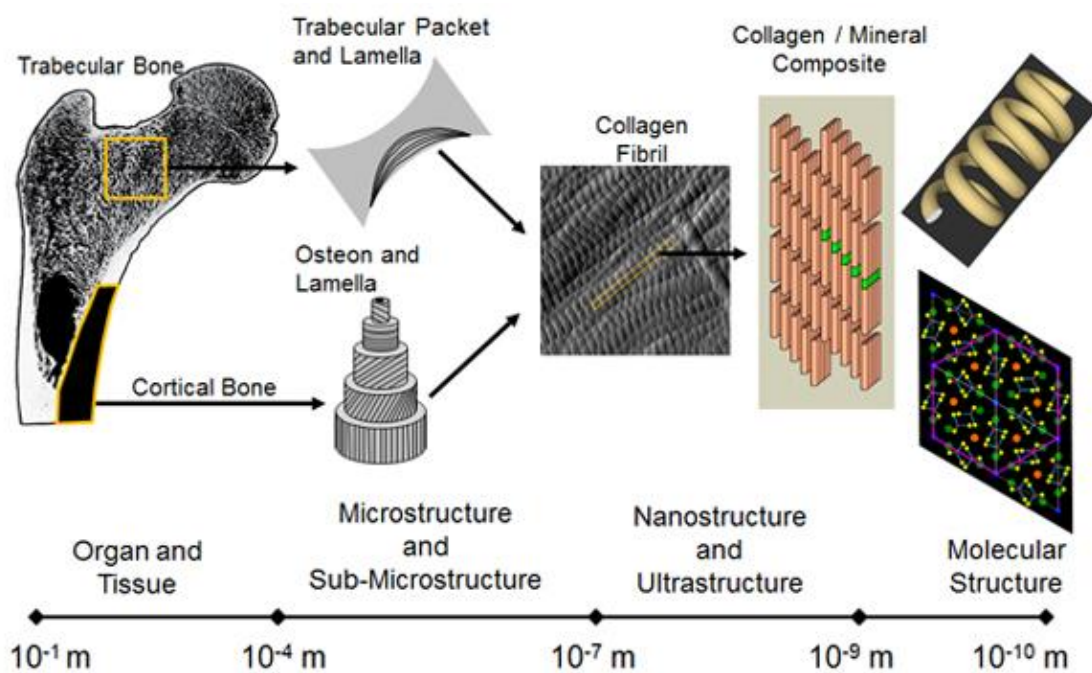 Trabecular Bone
Trabecular Packet
and Lamella
Collagen / Mineral
Composite
Collagen
Fibril
Osteon and
Lamella
Cortical Bone
Organ and
Tissue
Microstructure
and
Sub-Microstructure
Nanostructure
and
Ultrastructure
Molecular
Structure
10⁻¹ m
10⁻⁴ m
10⁻⁷ m
10⁻⁹ m
10⁻¹⁰ m